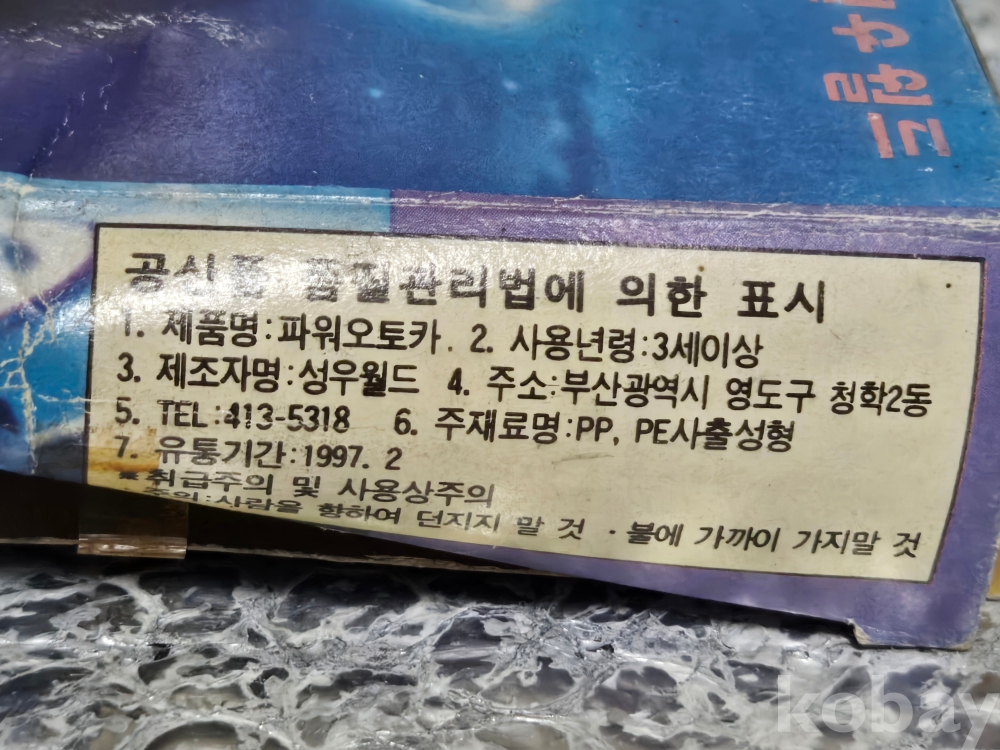 공산품 품질관리법에 의한 표시
1. 제품명:파워오토카. 2. 사용년령:3세이상
3. 제조자명:성우월드 4. 주소:부산광역시 영도구 청학2동
5. TEL:413-5318 6. 주재료명:PP, PE사출성형
7. 유통기간:1997. 2
*취급주의 및 사용상주의
·주의:사람을 향하여 던지지 말 것 ·불에 가까이 가지말 것
kobay